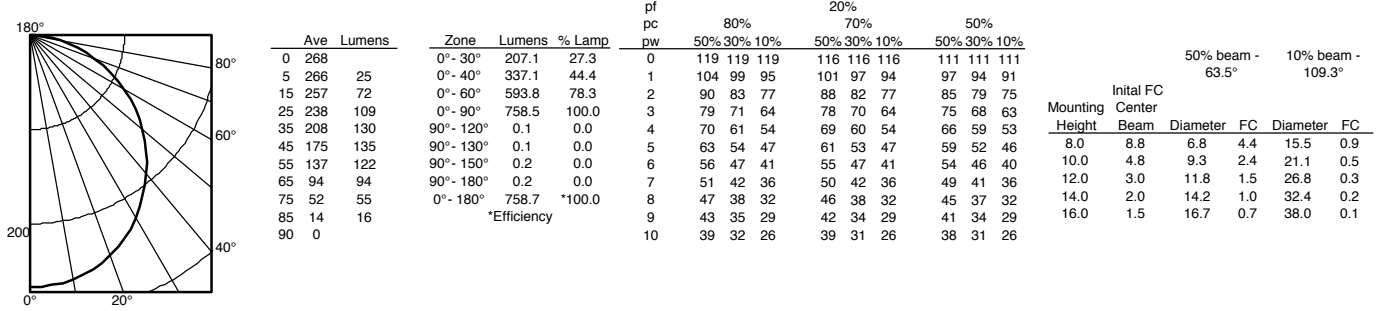 180°
80°
60°
200
40°
0° 20°
Ave Lumens
0 268
5 266 25
15 257 72
25 238 109
35 208 130
45 175 135
55 137 122
65 94 94
75 52 55
85 14 16
90 0
Zone Lumens % Lamp
0°- 30° 207.1 27.3
0°- 40° 337.1 44.4
0°- 60° 593.8 78.3
0°- 90° 758.5 100.0
90°- 120° 0.1 0.0
90°- 130° 0.1 0.0
90°- 150° 0.2 0.0
90°- 180° 0.2 0.0
0°- 180° 758.7 *100.0
*Efficiency
pf 20%
pc 80% 70% 50%
pw 50% 30% 10% 50% 30% 10% 50% 30% 10%
0 119 119 119 116 116 116 111 111 111
1 104 99 95 101 97 94 97 94 91
2 90 83 77 88 82 77 85 79 75
3 79 71 64 78 70 64 75 68 63
4 70 61 54 69 60 54 66 59 53
5 63 54 47 61 53 47 59 52 46
6 56 47 41 55 47 41 54 46 40
7 51 42 36 50 42 36 49 41 36
8 47 38 32 46 38 32 45 37 32
9 43 35 29 42 34 29 41 34 29
10 39 32 26 39 31 26 38 31 26
50% beam - 10% beam -
63.5° 109.3°
Inital FC
Mounting Center
Height Beam Diameter FC Diameter FC
8.0 8.8 6.8 4.4 15.5 0.9
10.0 4.8 9.3 2.4 21.1 0.5
12.0 3.0 11.8 1.5 26.8 0.3
14.0 2.0 14.2 1.0 32.4 0.2
16.0 1.5 16.7 0.7 38.0 0.1